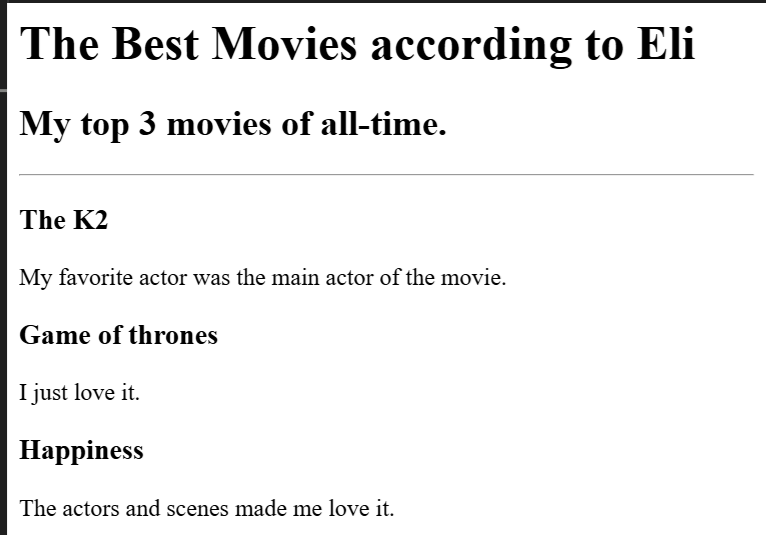 The Best Movies according to Eli
My top 3 movies of all-time.
The K2
My favorite actor was the main actor of the movie.
Game of thrones
I just love it.
Happiness
The actors and scenes made me love it.